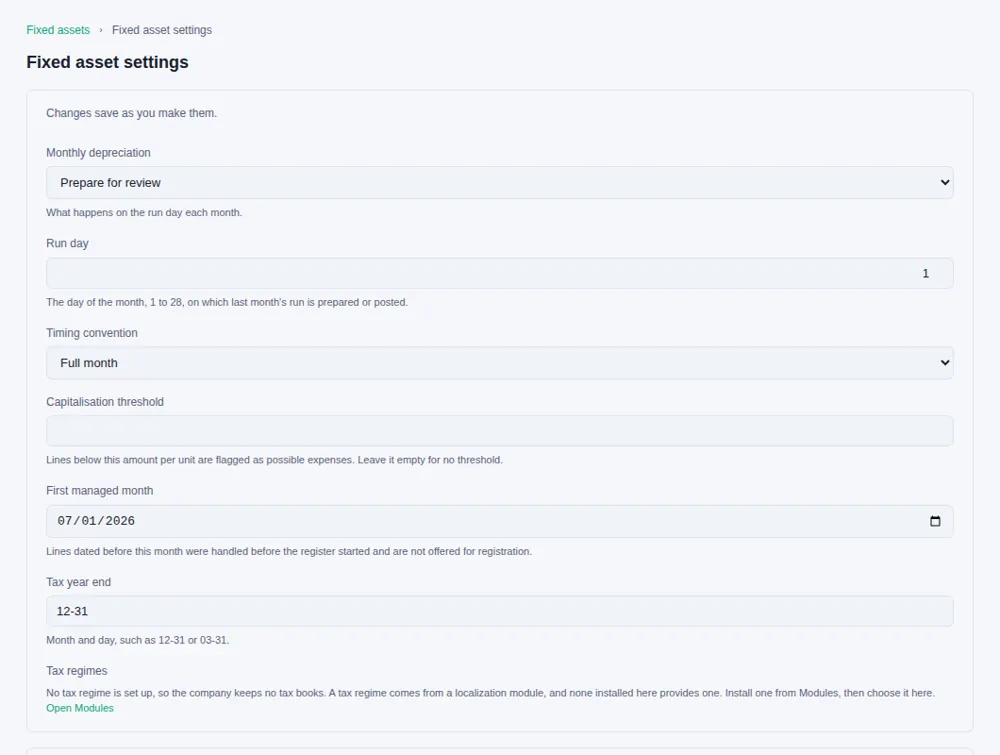 Fixed assets › Fixed asset settings
Fixed asset settings
Changes save as you make them.
Monthly depreciation
Prepare for review
What happens on the run day each month.
Run day
1
The day of the month, 1 to 28, on which last month's run is prepared or posted.
Timing convention
Full month
Capitalisation threshold
Lines below this amount per unit are flagged as possible expenses. Leave it empty for no threshold.
First managed month
07/01/2026
Lines dated before this month were handled before the register started and are not offered for registration.
Tax year end
12-31
Month and day, such as 12-31 or 03-31.
Tax regimes
No tax regime is set up, so the company keeps no tax books. A tax regime comes from a localization module, and none installed here provides one. Install one from Modules, then choose it here.
Open Modules